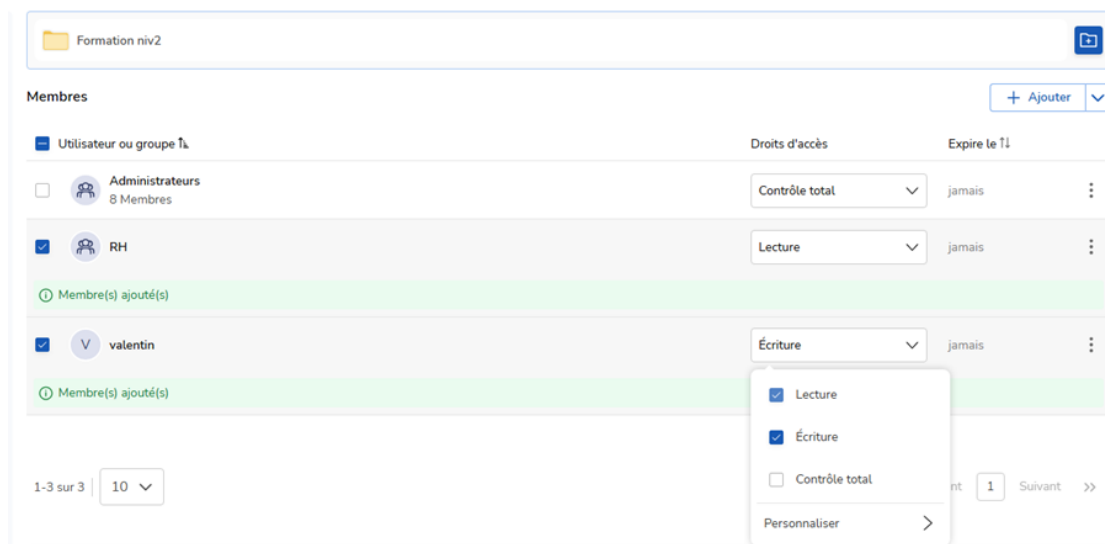 Formation niv2
Membres
+ Ajouter
Utilisateur ou groupe
Droits d'accès
Expire le
Administrateurs
8 Membres
Contrôle total
jamais
RH
Lecture
jamais
Membre(s) ajouté(s)
V
valentin
Écriture
jamais
Membre(s) ajouté(s)
Lecture
Écriture
Contrôle total
Personnaliser
1-3 sur 3
10
1
Suivant